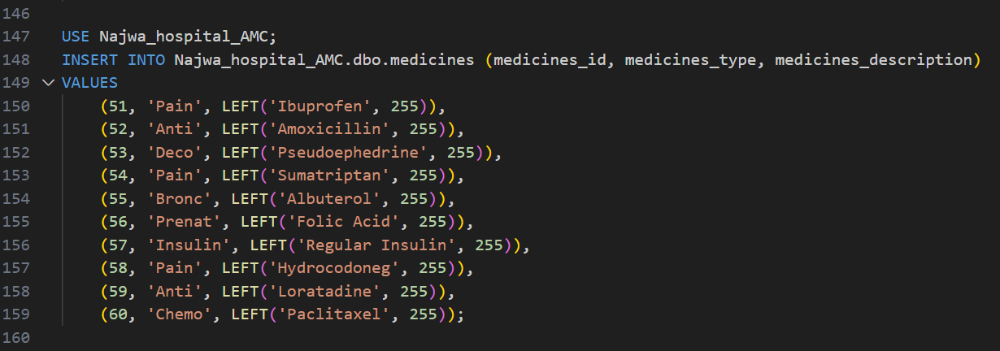 146
147 USE Najwa_hospital_AMC;
148 INSERT INTO Najwa_hospital_AMC.dbo.medicines (medicines_id, medicines_type, medicines_description)
149 VALUES
150 (51, 'Pain', LEFT('Ibuprofen', 255)),
151 (52, 'Anti', LEFT('Amoxicillin', 255)),
152 (53, 'Deco', LEFT('Pseudoephedrine', 255)),
153 (54, 'Pain', LEFT('Sumatriptan', 255)),
154 (55, 'Bronc', LEFT('Albuterol', 255)),
155 (56, 'Prenat', LEFT('Folic Acid', 255)),
156 (57, 'Insulin', LEFT('Regular Insulin', 255)),
157 (58, 'Pain', LEFT('Hydrocodoneg', 255)),
158 (59, 'Anti', LEFT('Loratadine', 255)),
159 (60, 'Chemo', LEFT('Paclitaxel', 255));
160